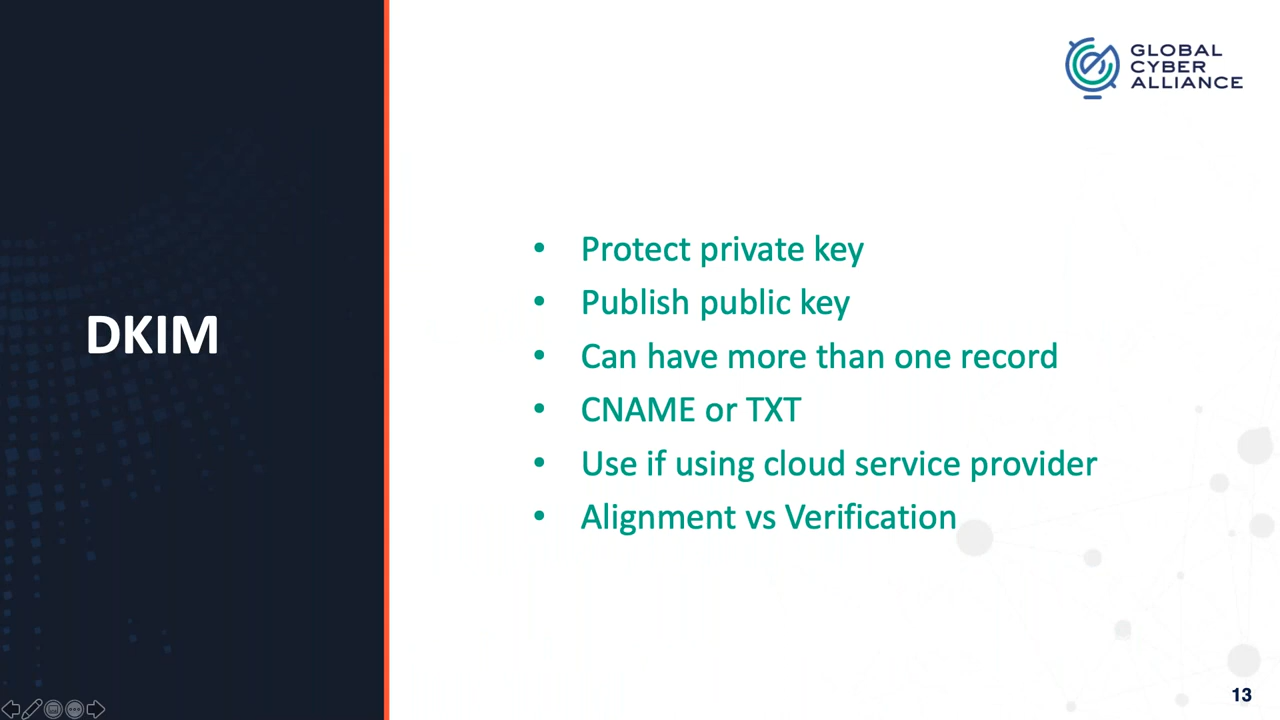 GLOBAL
CYBER
ALLIANCE
DKIM
• Protect private key
• Publish public key
• Can have more than one record
• CNAME or TXT
• Use if using cloud service provider
• Alignment vs Verification
13